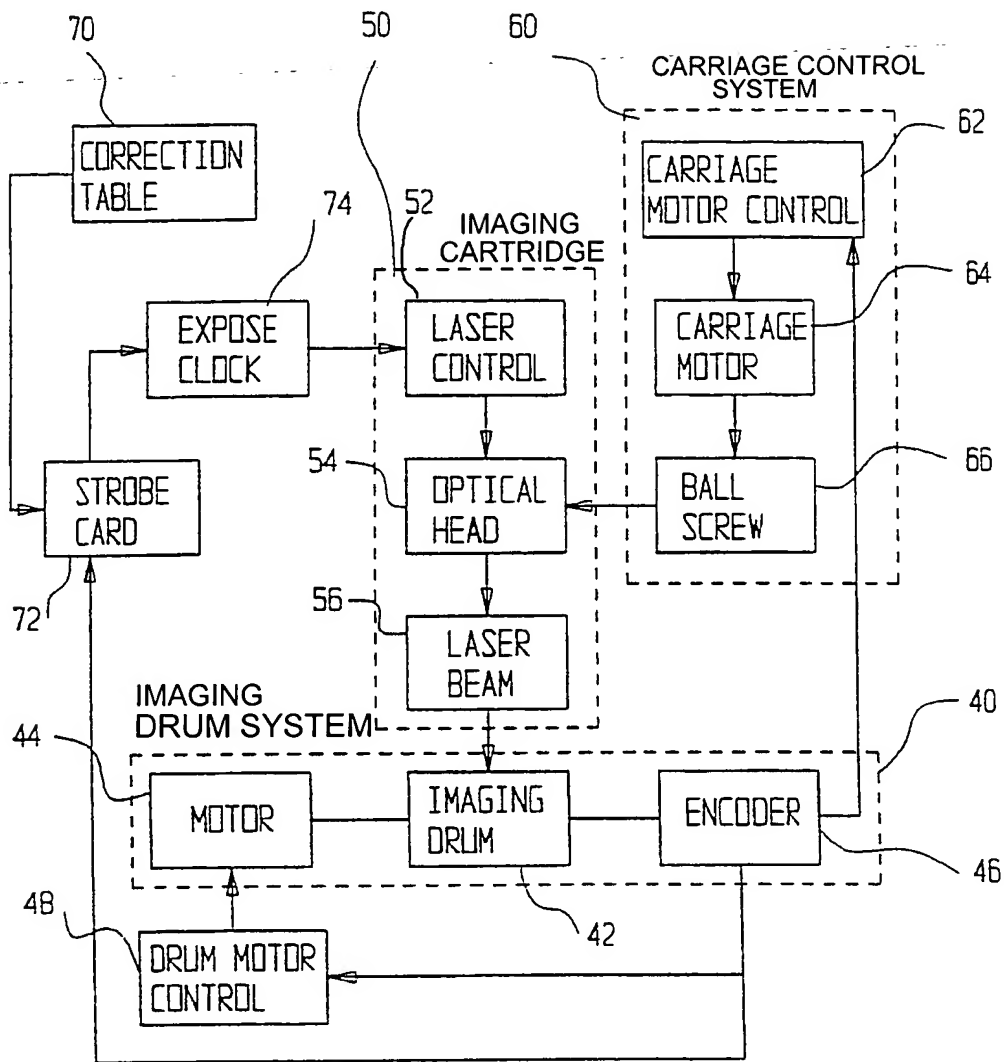 70
50
60
CARRIAGE CONTROL
SYSTEM
62
CORRECTION
TABLE
CARRIAGE
MOTOR CONTROL
74
52
IMAGING
CARTRIDGE
64
EXPOSE
CLOCK
LASER
CONTROL
CARRIAGE
MOTOR
54
66
STROBE
CARD
OPTICAL
HEAD
BALL
SCREW
72
56
LASER
BEAM
IMAGING
DRUM SYSTEM
40
44
MOTOR
IMAGING
DRUM
ENCODER
46
48
42
DRUM MOTOR
CONTROL